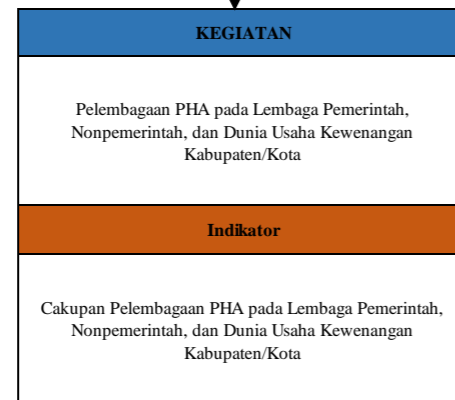 KEGIATAN
Pelembagaan PHA pada Lembaga Pemerintah,
Nonpemerintah, dan Dunia Usaha Kewenangan
Kabupaten/Kota
Indikator
Cakupan Pelembagaan PHA pada Lembaga Pemerintah,
Nonpemerintah, dan Dunia Usaha Kewenangan
Kabupaten/Kota